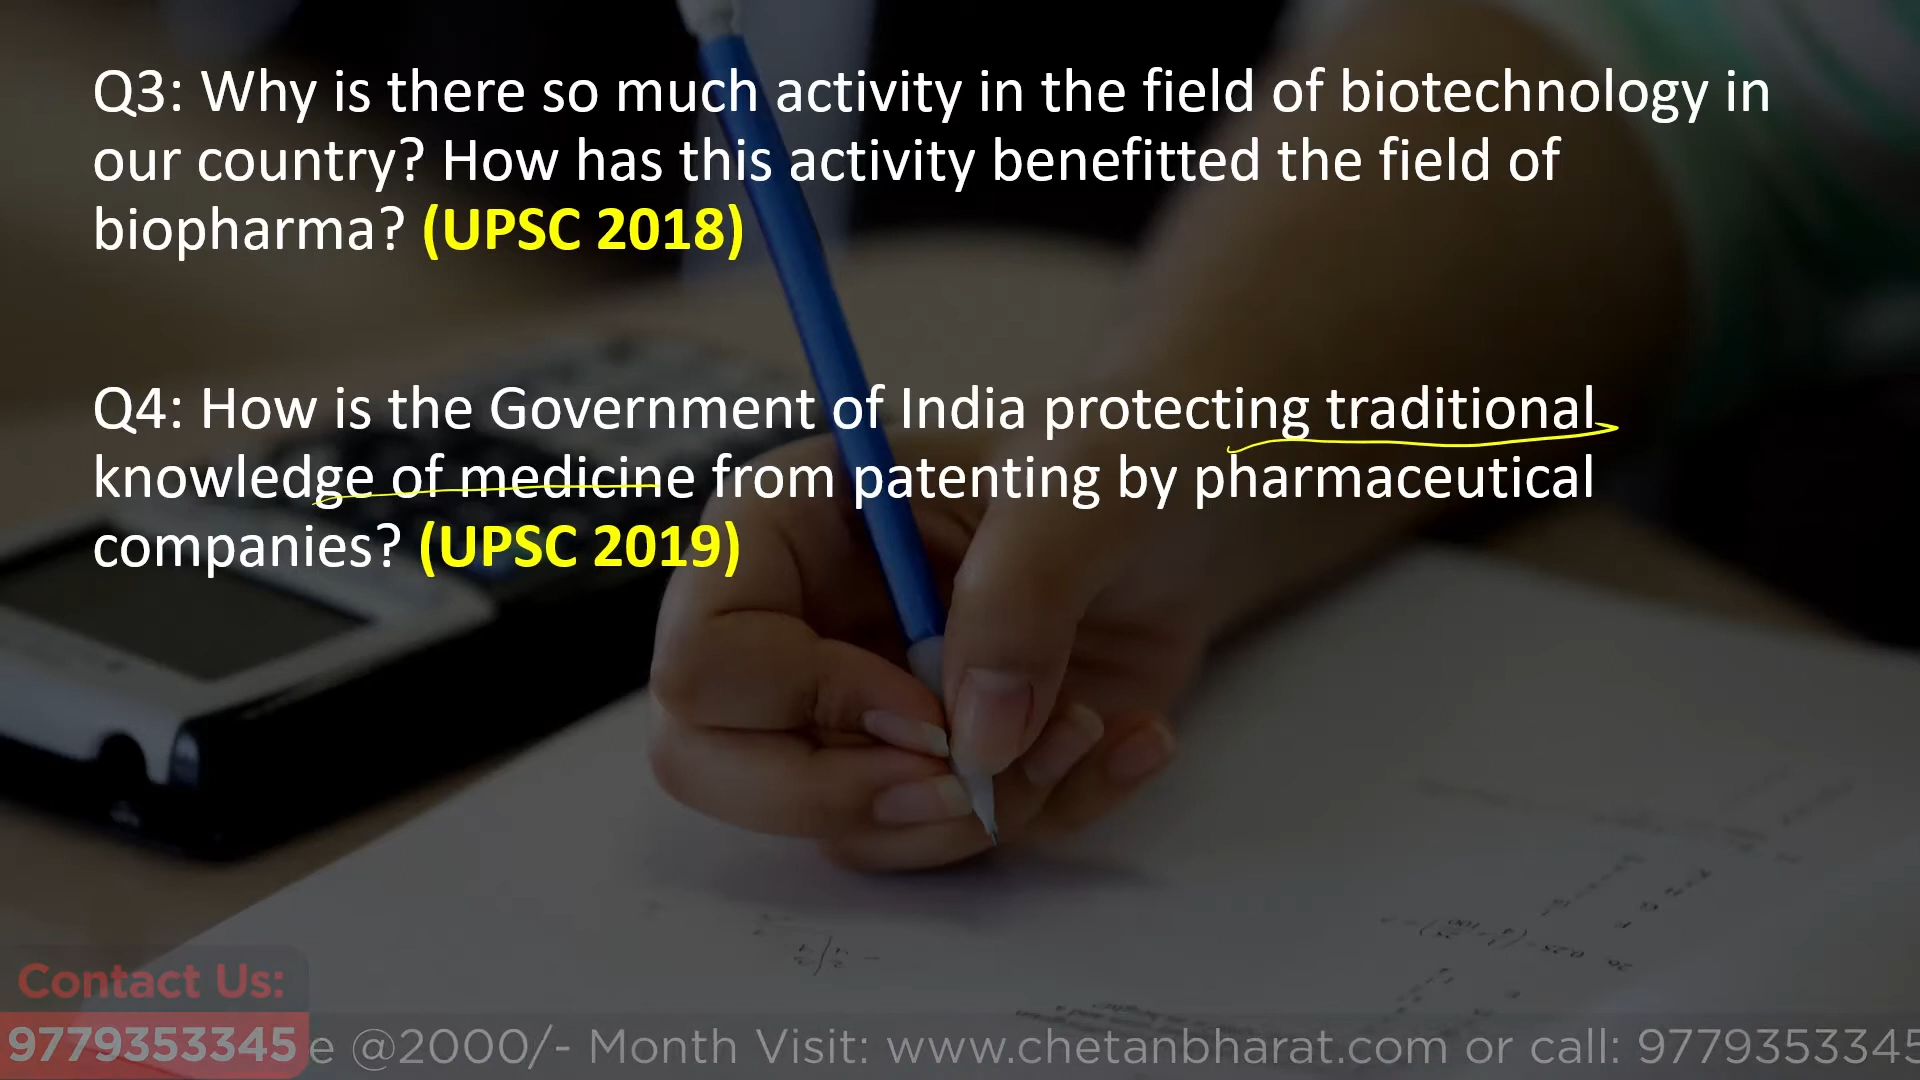 Q3: Why is there so much activity in the field of biotechnology in
our country? How has this activity benefitted the field of
biopharma? (UPSC 2018)
Q4: How is the Government of India protecting traditional
knowledge of medicine from patenting by pharmaceutical
companies? (UPSC 2019)
Contact Us:
9779353345
e @2000/- Month Visit: www.chetanbharat.com or call: 9779353345